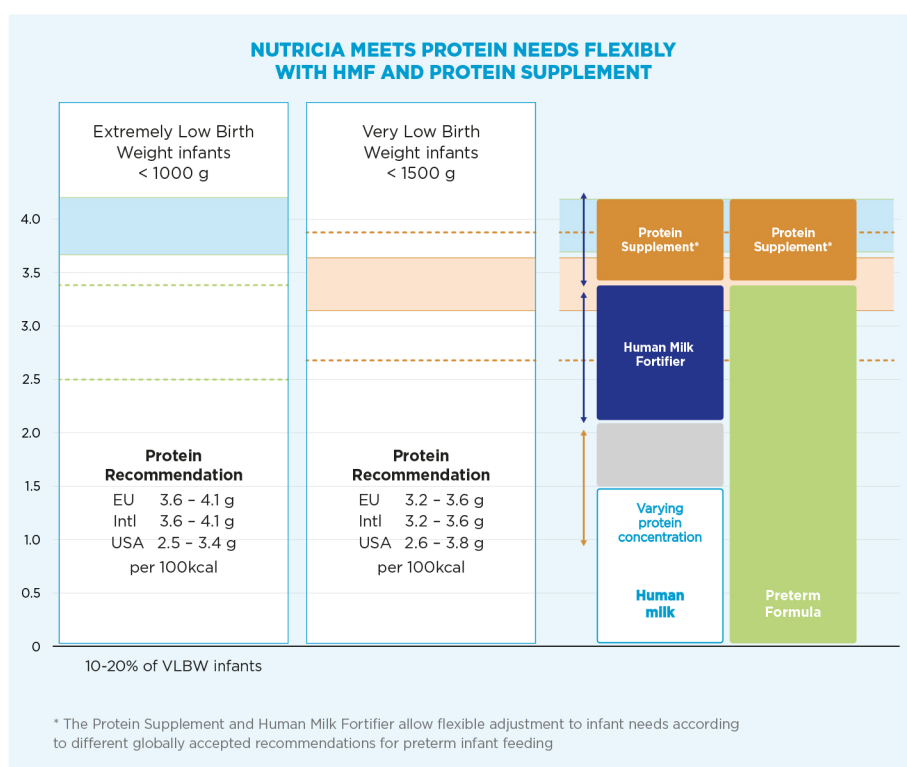 NUTRICIA MEETS PROTEIN NEEDS FLEXIBLY
WITH HMF AND PROTEIN SUPPLEMENT
Extremely Low Birth
Weight infants
< 1000 g
Very Low Birth
Weight infants
< 1500 g
4.0
3.5
3.0
2.5
2.0
1.5
1.0
0.5
0
Protein
Recommendation
EU 3.6 – 4.1 g
Intl 3.6 – 4.1 g
USA 2.5 – 3.4 g
per 100kcal
Protein
Recommendation
EU 3.2 – 3.6 g
Intl 3.2 – 3.6 g
USA 2.6 – 3.8 g
per 100kcal
Protein
Supplement*
Protein
Supplement*
Human Milk
Fortifier
Varying
protein
concentration
Human
milk
Preterm
Formula
10-20% of VLBW infants
* The Protein Supplement and Human Milk Fortifier allow flexible adjustment to infant needs according
to different globally accepted recommendations for preterm infant feeding